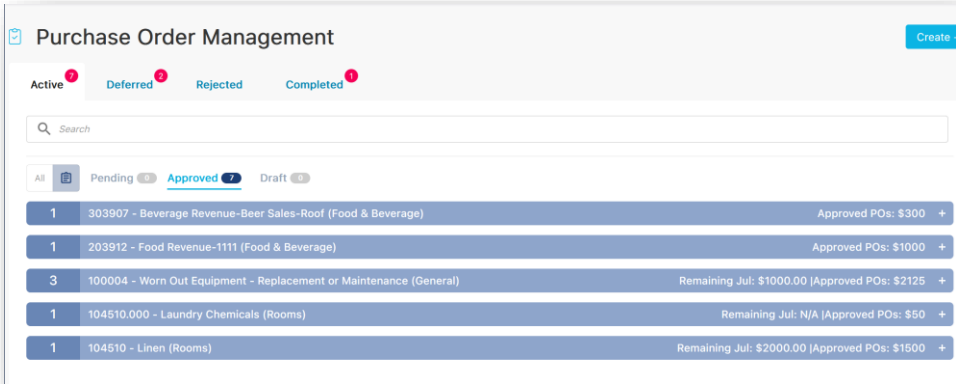 Purchase Order Management
Create
Active 7 Deferred 2 Rejected Completed 1
Search
All Pending 0 Approved 7 Draft 0
1 303907 - Beverage Revenue-Beer Sales-Roof (Food & Beverage) Approved POs: $300 +
1 203912 - Food Revenue-1111 (Food & Beverage) Approved POs: $1000 +
3 100004 - Worn Out Equipment - Replacement or Maintenance (General) Remaining Jul: $1000.00 |Approved POs: $2125 +
1 104510.000 - Laundry Chemicals (Rooms) Remaining Jul: N/A |Approved POs: $50 +
1 104510 - Linen (Rooms) Remaining Jul: $2000.00 |Approved POs: $1500 +